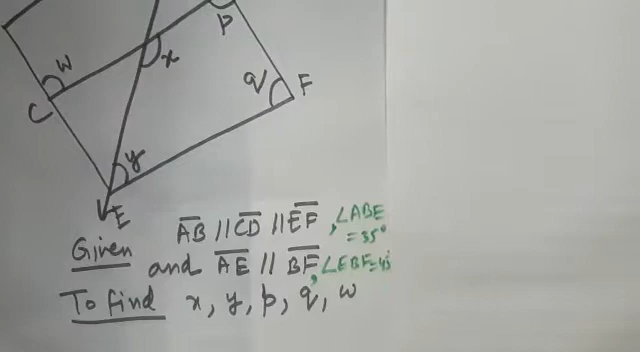 p
w
x
q
F
C
y
E
Given AB // CD // EF, ∠ABE = 35°
and AE // BF, ∠EBF=45°
To find x, y, p, q, w